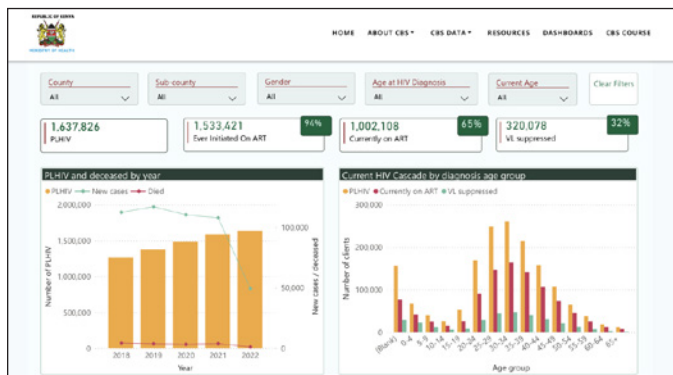 REPUBLIC OF KENYA
MINISTRY OF HEALTH
HOME ABOUT CBS CBS DATA RESOURCES DASHBOARDS CBS COURSE
County Sub-county Gender Age at HIV Diagnosis Current Age Clear Filters
All All All All All
1,637,826 1,533,421 94% 1,002,108 65% 320,078 32%
PLHIV Ever Initiated On ART Currently on ART VL suppressed
PLHIV and deceased by year
PLHIV New cases Died
2,000,000
1,500,000
1,000,000
500,000
0
100,000
50,000
0
Number of PLHIV
New cases / deceased
2018 2019 2020 2021 2022
Year
Current HIV Cascade by diagnosis age group
PLHIV Currently on ART VL suppressed
300,000
200,000
100,000
0
Number of clients
(Blank) 0-4 5-9 10-14 15-19 20-24 25-29 30-34 35-39 40-44 45-49 50-54 55-59 60-64 65+
Age group